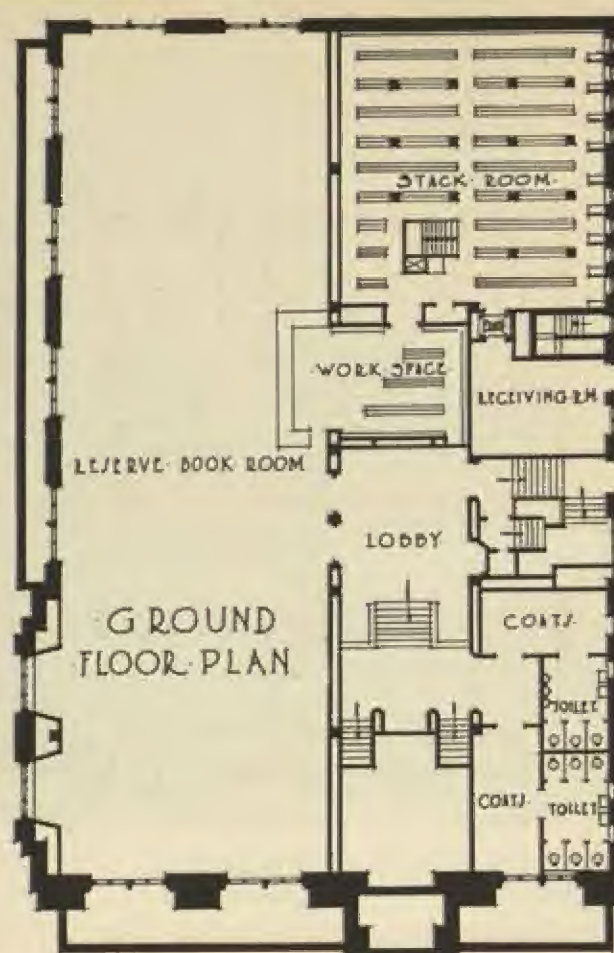 STACK · ROOM ·
· WORK · SPACE ·
RECEIVING · RM ·
RESERVE · BOOK ROOM
LOBBY
GROUND
FLOOR · PLAN
COATS ·
TOILET
COATS ·
TOILET